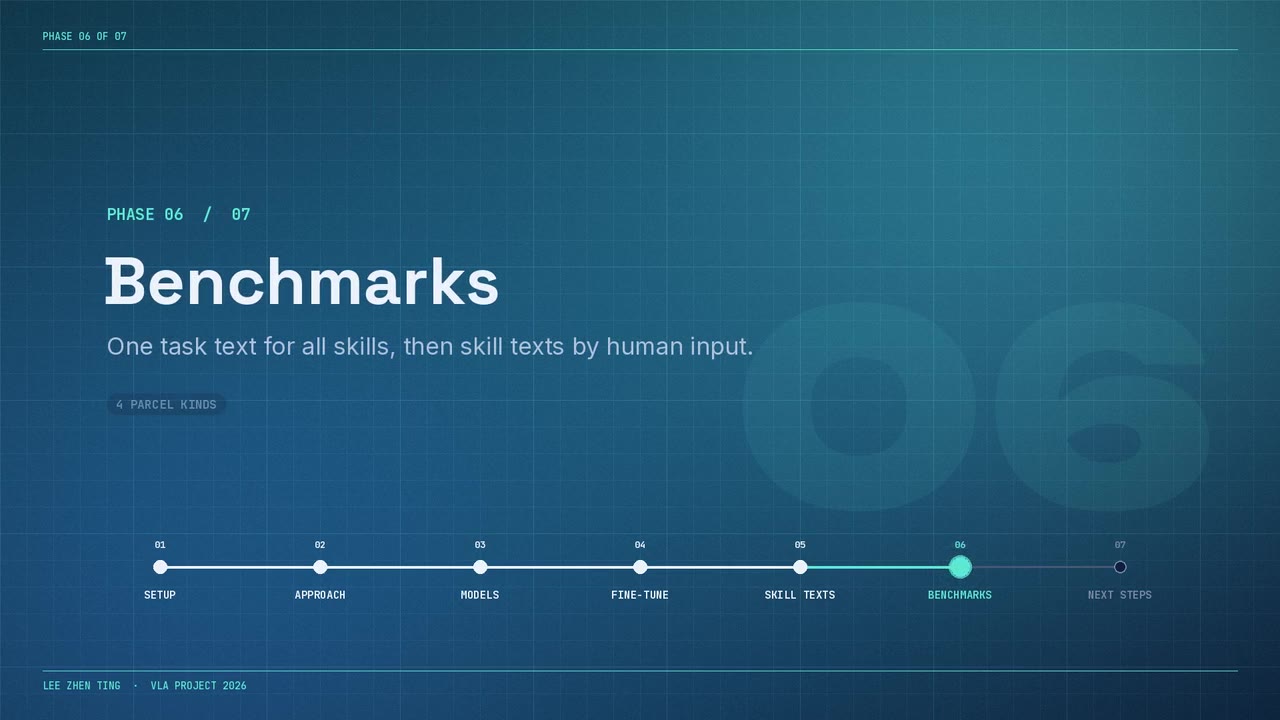 PHASE 06 OF 07
PHASE 06 / 07
Benchmarks
One task text for all skills, then skill texts by human input.
4 PARCEL KINDS
06
01 02 03 04 05 06 07
SETUP APPROACH MODELS FINE-TUNE SKILL TEXTS BENCHMARKS NEXT STEPS
LEE ZHEN TING · VLA PROJECT 2026